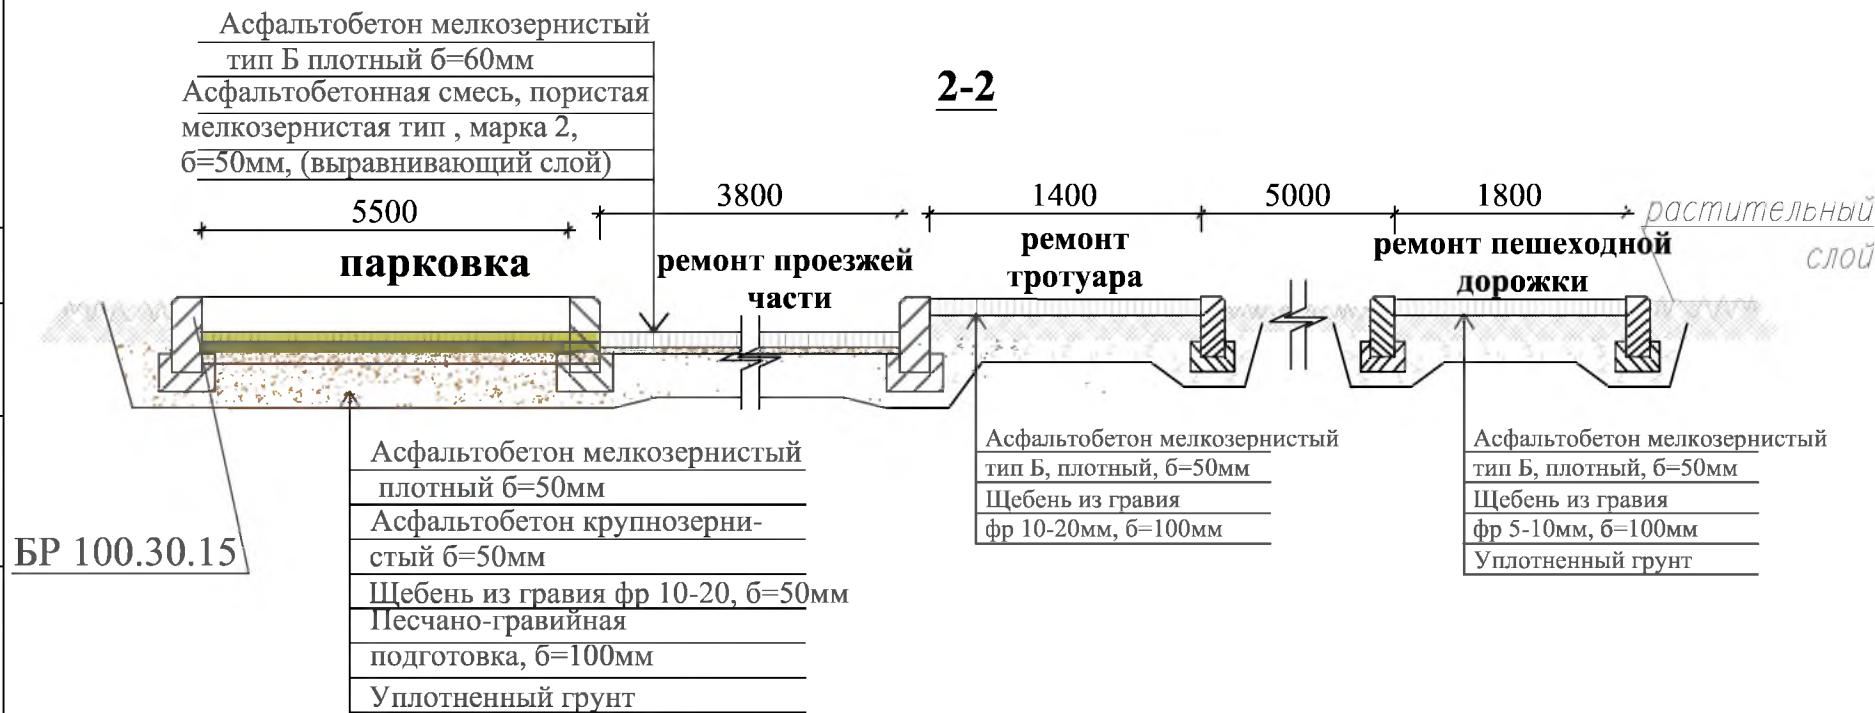 Асфальтобетон мелкозернистый
тип Б плотный б=60мм
Асфальтобетонная смесь, пористая
мелкозернистая тип , марка 2,
б=50мм, (выравнивающий слой)
2-2
5500
3800
1400
5000
1800
растительный
слой
парковка
ремонт проезжей
части
ремонт
тротуара
ремонт пешеходной
дорожки
БР 100.30.15
Асфальтобетон мелкозернистый
плотный б=50мм
Асфальтобетон крупнозерни-
стый б=50мм
Щебень из гравия фр 10-20, б=50мм
Песчано-гравийная
подготовка, б=100мм
Уплотненный грунт
Асфальтобетон мелкозернистый
тип Б, плотный, б=50мм
Щебень из гравия
фр 10-20мм, б=100мм
Асфальтобетон мелкозернистый
тип Б, плотный, б=50мм
Щебень из гравия
фр 5-10мм, б=100мм
Уплотненный грунт